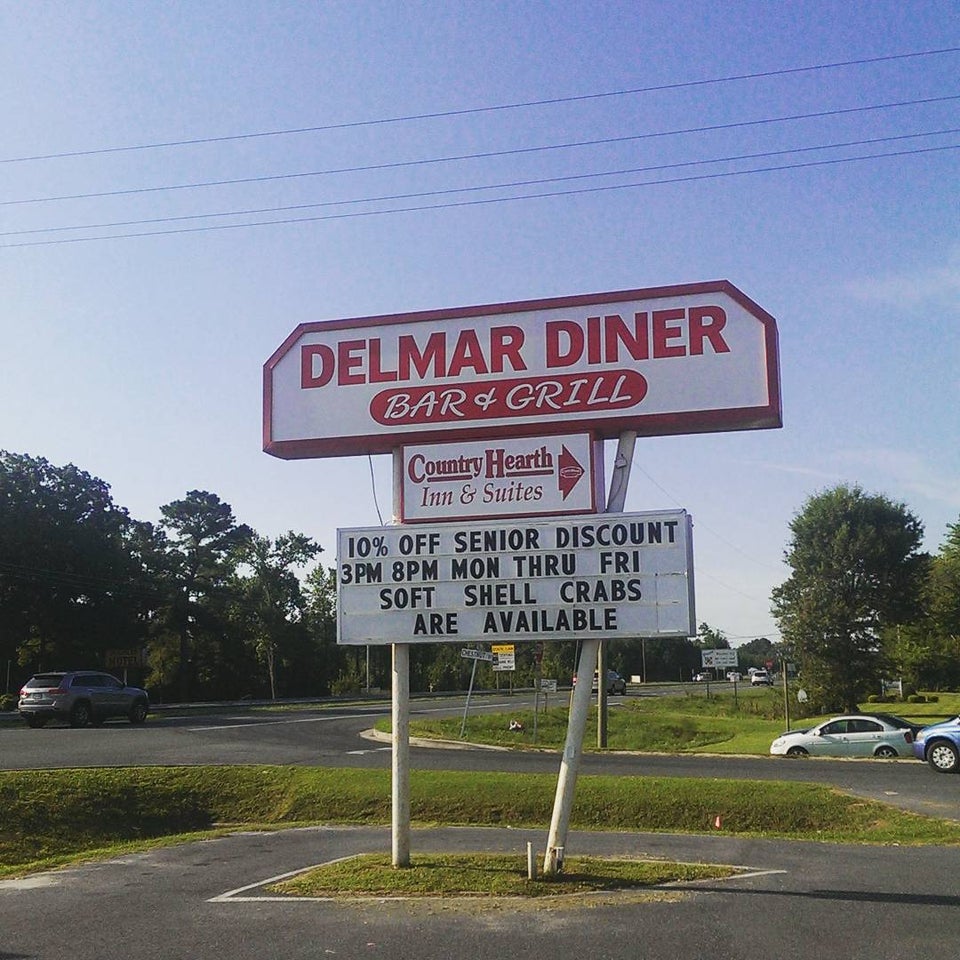 DELMAR DINER
BAR & GRILL
Country Hearth
Inn & Suites
10% OFF SENIOR DISCOUNT
3PM 8PM MON THRU FRI
SOFT SHELL CRABS
ARE AVAILABLE
CHESTNUT